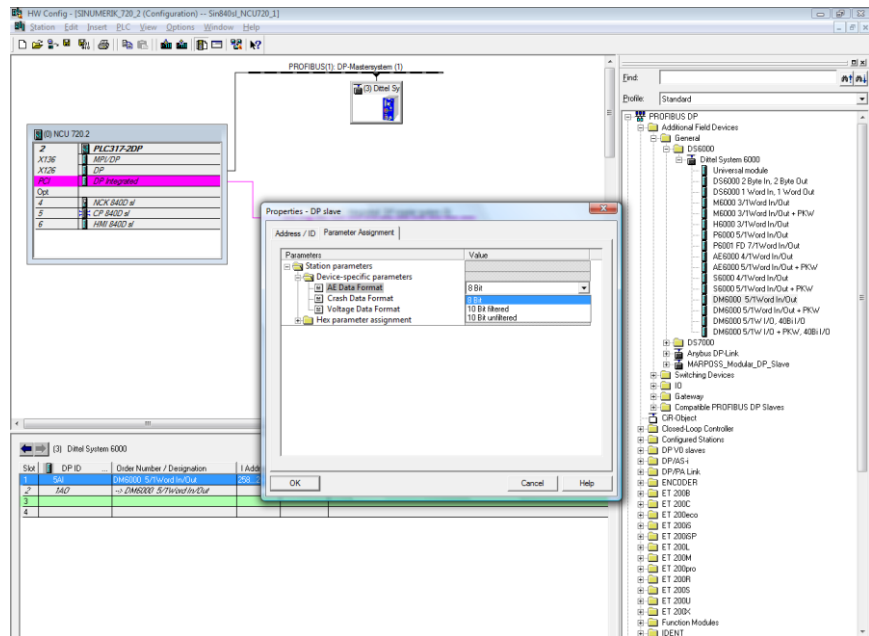 HW Config - [SINUMERIK_720_2 (Configuration) -- Sin840sl_NCU720_1]
Station Edit Insert PLC View Options Window Help
PROFIBUS(1): DP-Mastersystem (1)
(3) Dittel Sy
(0) NCU 720.2
2 PLC317-2DP
X136 MPI/DP
X126 DP
PCI DP integrated
Opt
4 NCK 840D sl
5 CP 840D sl
6 HMI 840D sl
Properties - DP slave
Address / ID Parameter Assignment
Parameters Value
Station parameters
Device-specific parameters
AE Data Format 8 Bit
Crash Data Format 8 Bit
Voltage Data Format 10 Bit filtered
10 Bit unfiltered
Hex parameter assignment
OK Cancel Help
(3) Dittel System 6000
Slot DP ID ... Order Number / Designation I Addr
1 5AI DM6000 5/1Word In/Out 258...2
2 1AO -> DM6000 5/1Word In/Out
3
4
Find:
Profile: Standard
PROFIBUS DP
Additional Field Devices
General
DS6000
Dittel System 6000
Universal module
DS6000 2 Byte In, 2 Byte Out
DS6000 1 Word In, 1 Word Out
M6000 3/1Word In/Out
M6000 3/1Word In/Out + PKW
H6000 3/1Word In/Out
P6000 5/1Word In/Out
P6001 FD 7/1Word In/Out
AE6000 4/1Word In/Out
AE6000 5/1Word In/Out + PKW
S6000 4/1Word In/Out
S6000 5/1Word In/Out + PKW
DM6000 5/1Word In/Out
DM6000 5/1Word In/Out + PKW
DM6000 5/1W I/O, 40Bi I/O
DM6000 5/1W I/O + PKW, 40Bi I/O
DS7000
Anybus DP-Link
MARPOSS_Modular_DP_Slave
Switching Devices
IO
Gateway
Compatible PROFIBUS DP Slaves
CiR-Object
Closed-Loop Controller
Configured Stations
DP V0 slaves
DP/AS-i
DP/PA Link
ENCODER
ET 200B
ET 200C
ET 200eco
ET 200iS
ET 200iSP
ET 200L
ET 200M
ET 200pro
ET 200R
ET 200S
ET 200U
ET 200X
Function Modules
IDENT